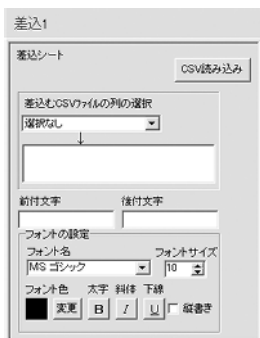 差込1
差込シート
CSV読み込み
差込むCSVファイルの列の選択
選択なし
↓
前付文字 後付文字
フォントの設定
フォント名 フォントサイズ
MS ゴシック 10
フォント色 太字 斜体 下線
変更 B I U 縦書き